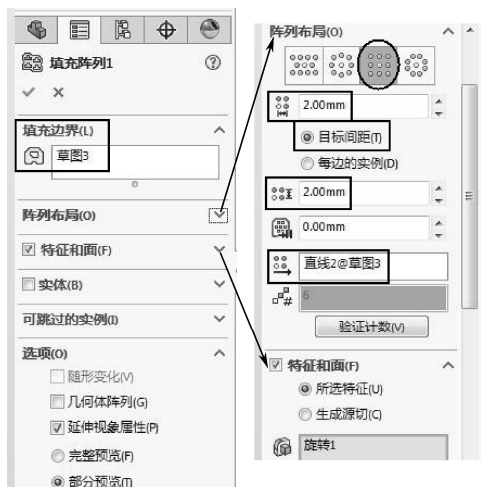 填充阵列1
填充边界(L)
草图3
阵列布局(O)
特征和面(F)
实体(B)
可跳过的实例(I)
选项(O)
随形变化(V)
几何体阵列(G)
延伸视象属性(P)
完整预览(F)
部分预览(T)
阵列布局(O)
2.00mm
目标间距(T)
每边的实例(D)
2.00mm
0.00mm
直线2@草图3
6
验证计数(V)
特征和面(F)
所选特征(U)
生成源切(C)
旋转1